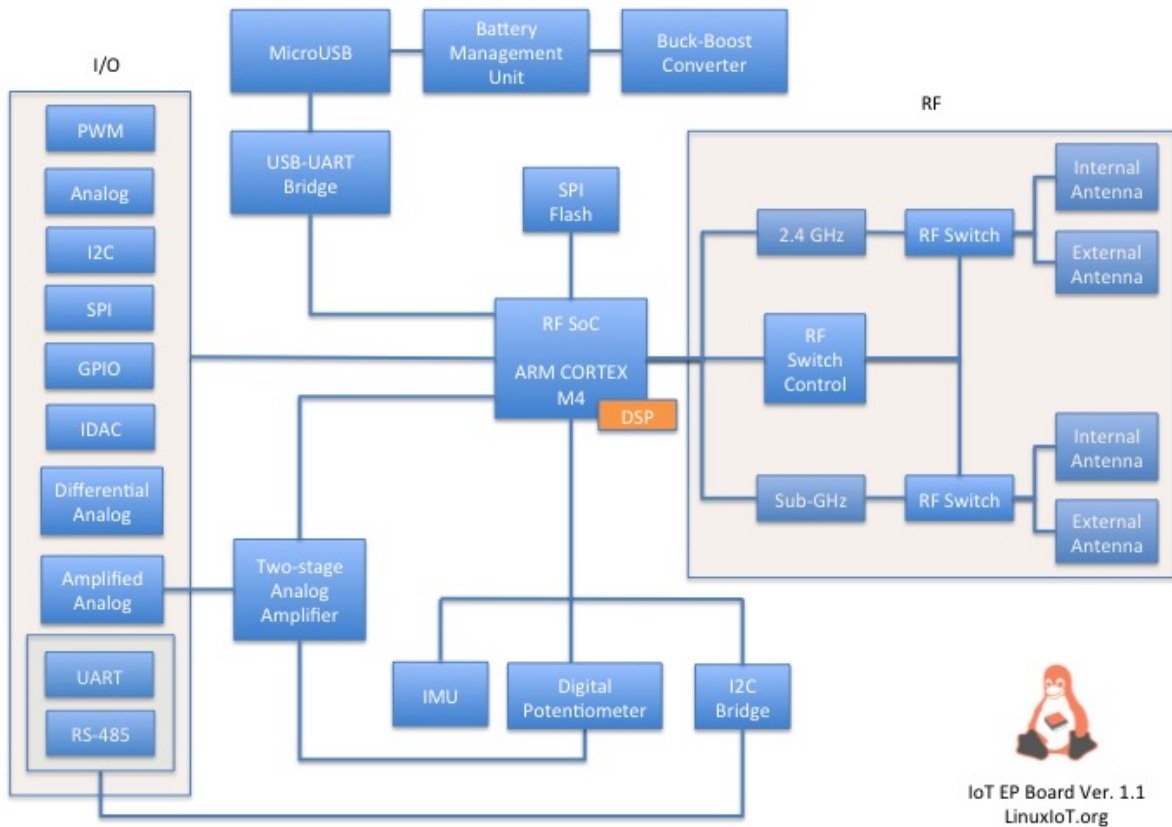 I/O
PWM
Analog
I2C
SPI
GPIO
IDAC
Differential
Analog
Amplified
Analog
UART
RS-485
MicroUSB
Battery
Management
Unit
Buck-Boost
Converter
USB-UART
Bridge
SPI
Flash
RF SoC
ARM CORTEX
M4
DSP
Two-stage
Analog
Amplifier
IMU
Digital
Potentiometer
I2C
Bridge
RF
2.4 GHz
RF Switch
Internal
Antenna
External
Antenna
RF
Switch
Control
Sub-GHz
RF Switch
Internal
Antenna
External
Antenna
IoT EP Board Ver. 1.1
LinuxIoT.org